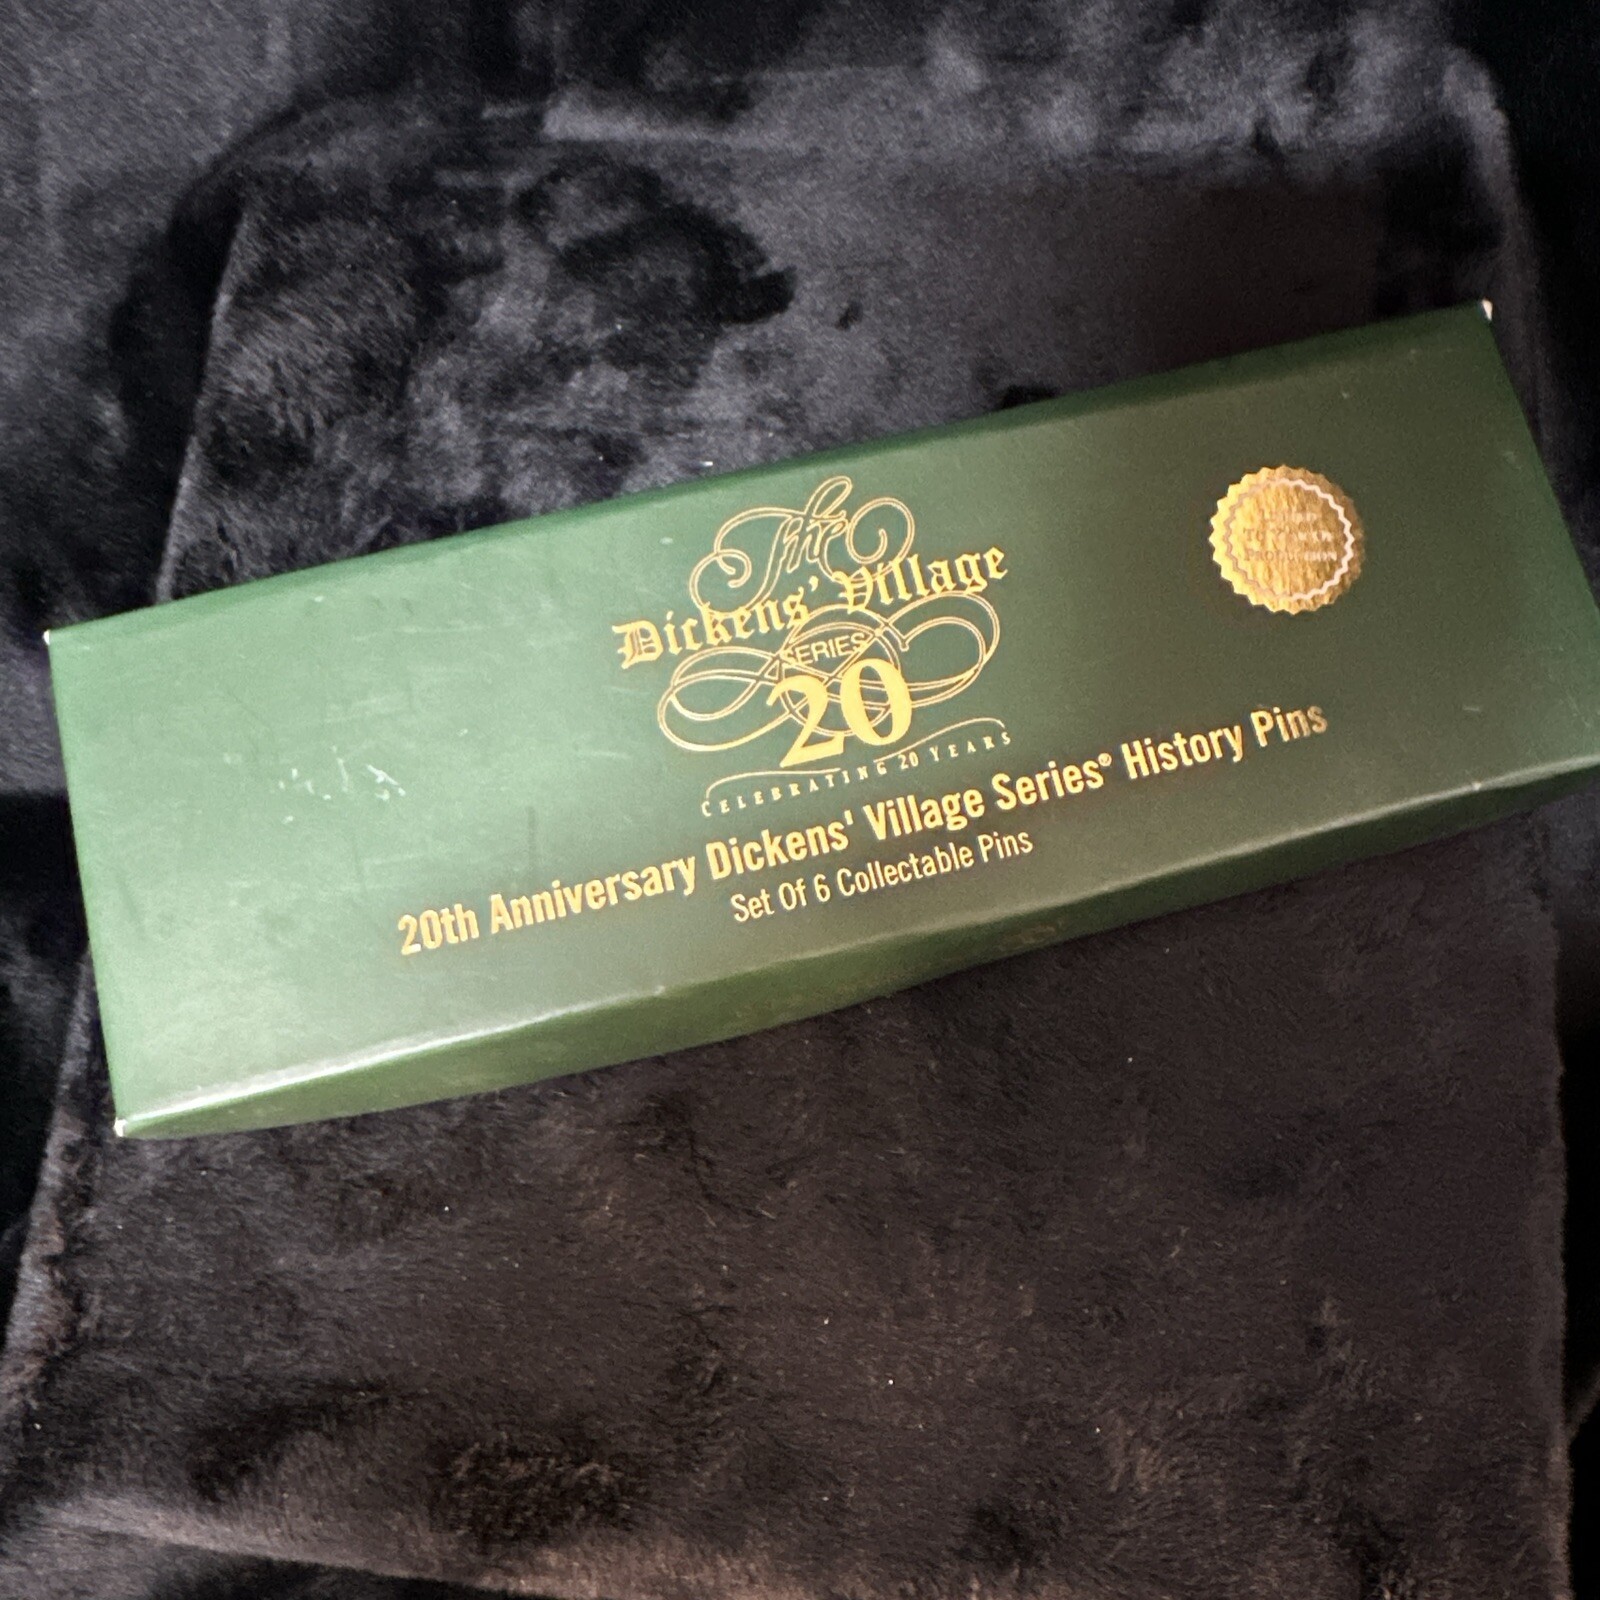 The
Dickens' Village
SERIES
20
CELEBRATING 20 YEARS
20th Anniversary Dickens' Village Series® History Pins
Set Of 6 Collectable Pins
PRODUCTION